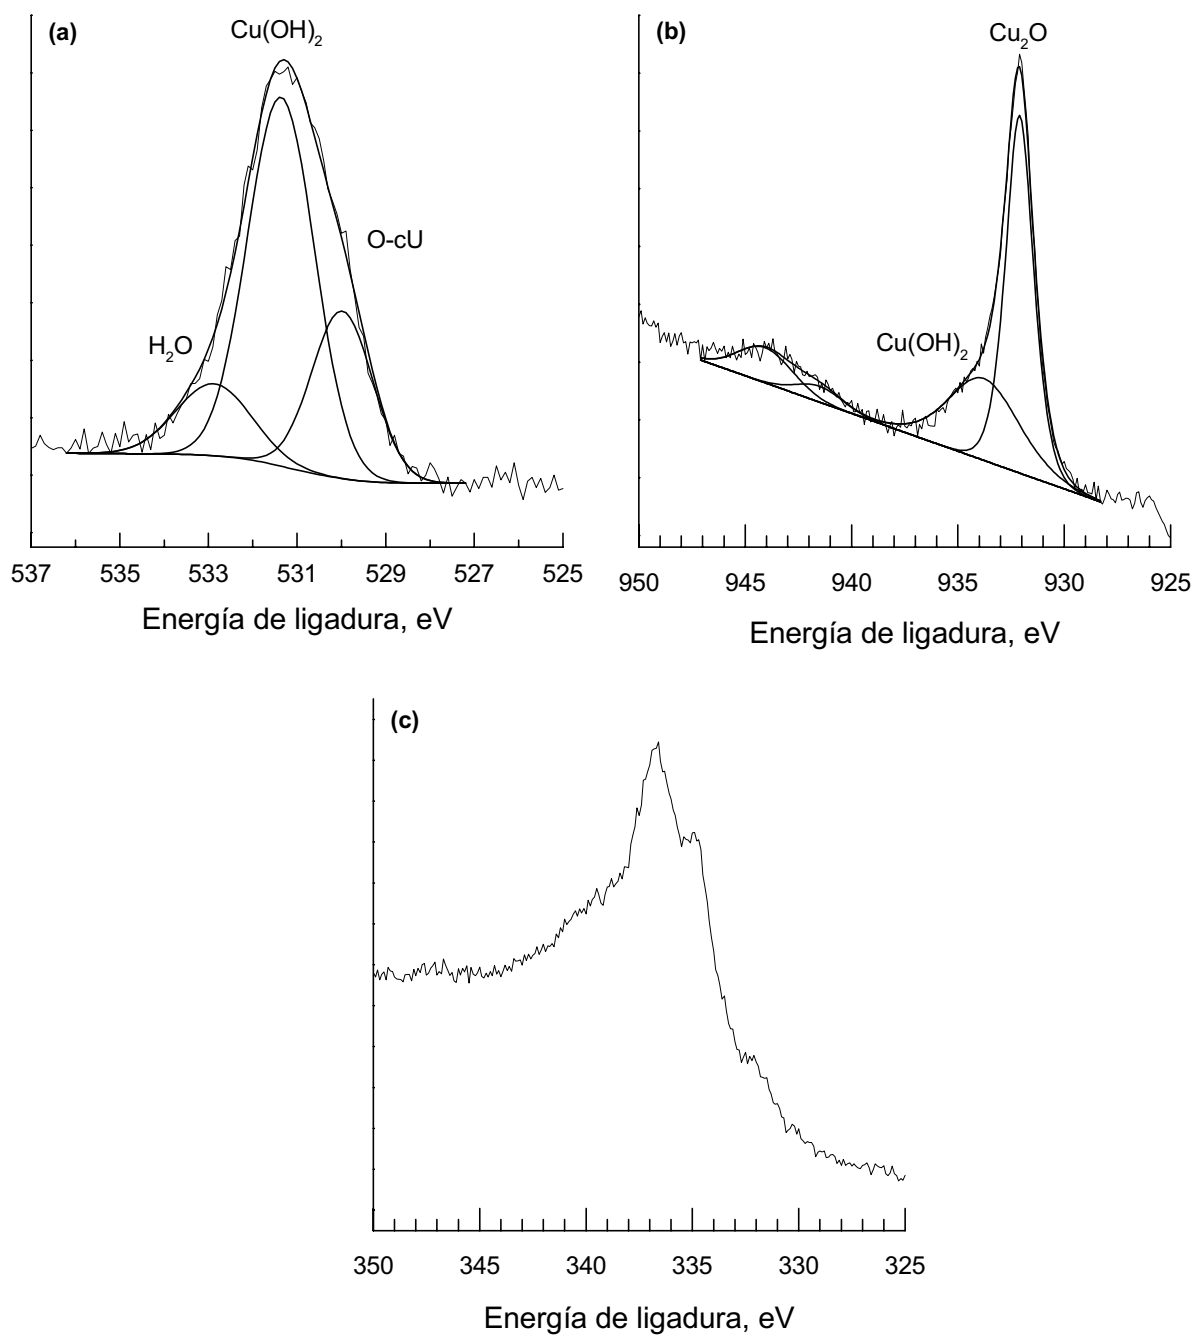 (a)
Cu(OH)2
O-cU
H2O
537 535 533 531 529 527 525
Energía de ligadura, eV
(b)
Cu2O
Cu(OH)2
950 945 940 935 930 925
Energía de ligadura, eV
(c)
350 345 340 335 330 325
Energía de ligadura, eV